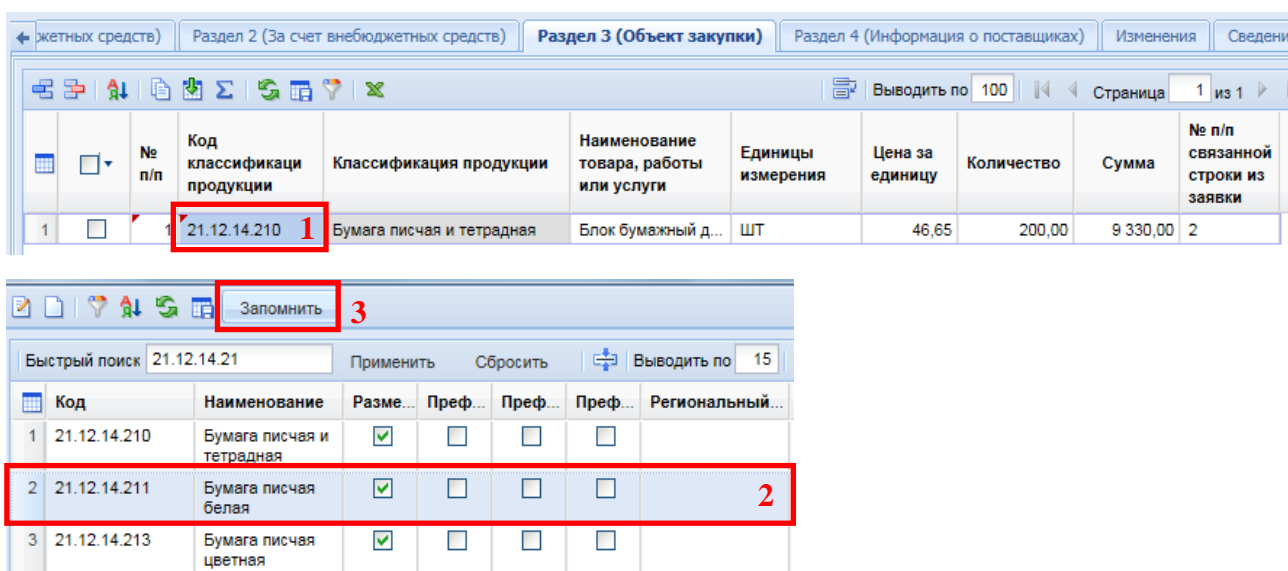 жетных средств) Раздел 2 (За счет внебюджетных средств) Раздел 3 (Объект закупки) Раздел 4 (Информация о поставщиках) Изменения Сведени
Выводить по 100 Страница 1 из 1
№ п/п Код классификаци продукции Классификация продукции Наименование товара, работы или услуги Единицы измерения Цена за единицу Количество Сумма № п/п связанной строки из заявки
1 1 21.12.14.210 1 Бумага писчая и тетрадная Блок бумажный д... ШТ 46,65 200,00 9 330,00 2
Запомнить 3
Быстрый поиск 21.12.14.21 Применить Сбросить Выводить по 15
Код Наименование Разме... Преф... Преф... Преф... Региональный...
1 21.12.14.210 Бумага писчая и тетрадная
2 21.12.14.211 Бумага писчая белая 2
3 21.12.14.213 Бумага писчая цветная